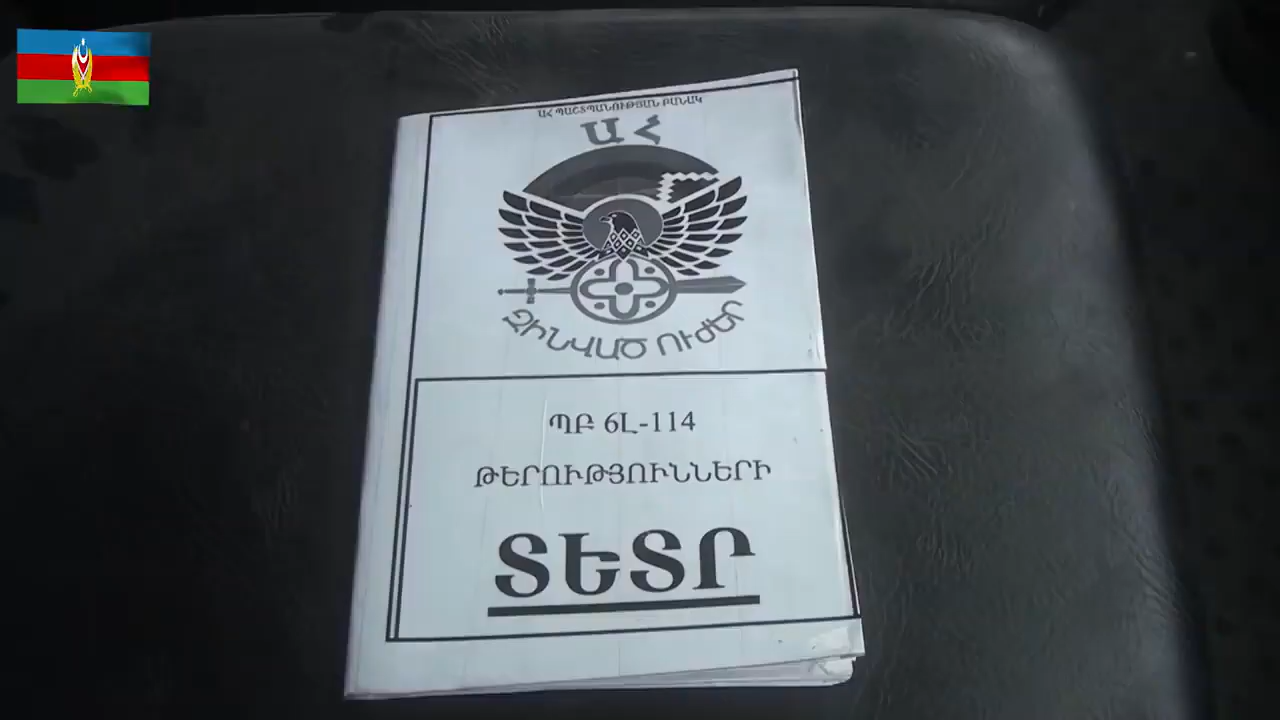 ԱՀ ՊԱՇՏՊԱՆՈՒԹՅԱՆ ԲԱՆԱԿ
ԱՀ
ԶԻՆՎԱԾ ՈՒԺԵՐ
ՊԲ 6Լ-114
ԹԵՐՈՒԹՅՈՒՆՆԵՐԻ
ՏԵՏՐ